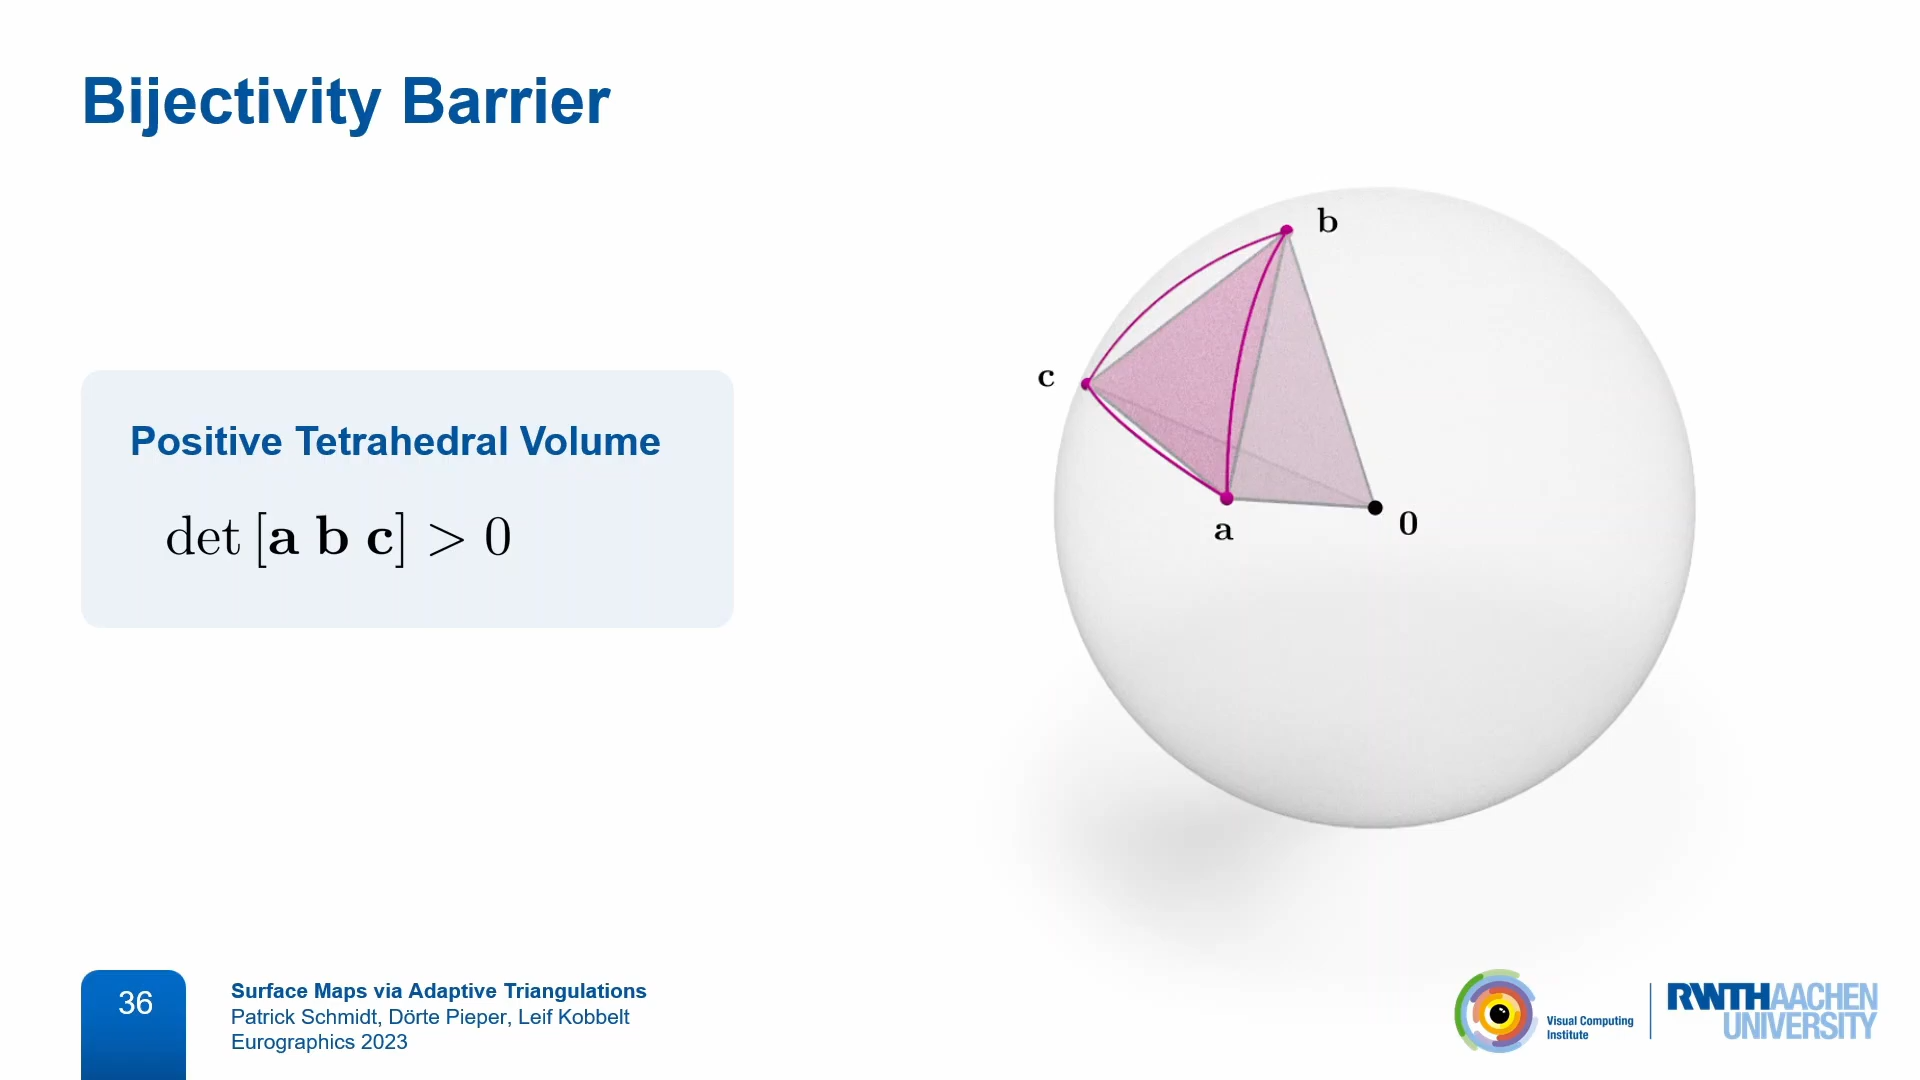 Bijectivity Barrier
b
c
Positive Tetrahedral Volume
det [a b c] > 0
a
0
36
Surface Maps via Adaptive Triangulations
Patrick Schmidt, Dörte Pieper, Leif Kobbelt
Eurographics 2023
Visual Computing
Institute
RWTHAACHEN
UNIVERSITY